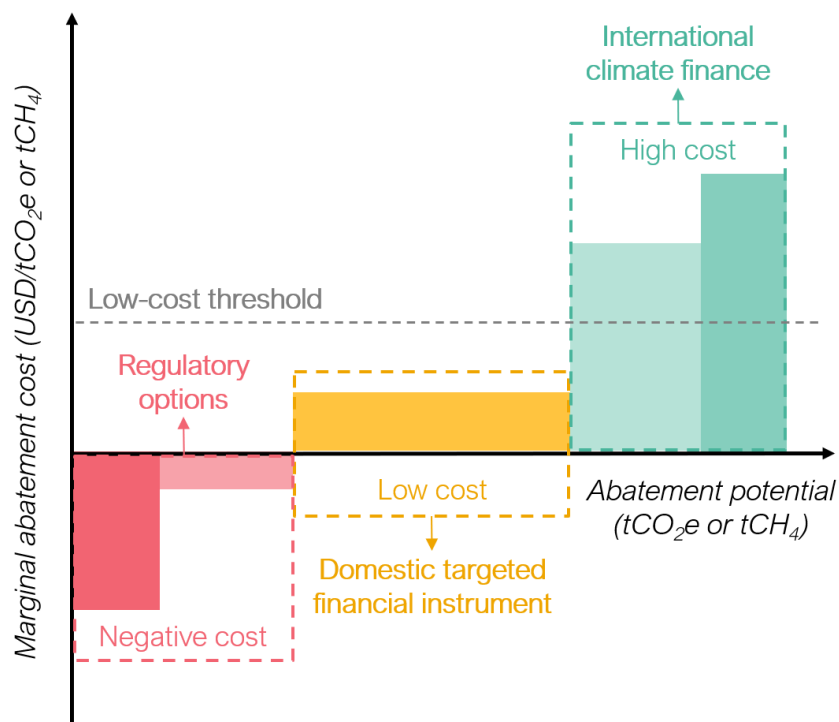 International
climate finance
High cost
Low-cost threshold
Regulatory
options
Low cost
Abatement potential
(tCO₂e or tCH₄)
Domestic targeted
financial instrument
Negative cost
Marginal abatement cost (USD/tCO₂e or tCH₄)